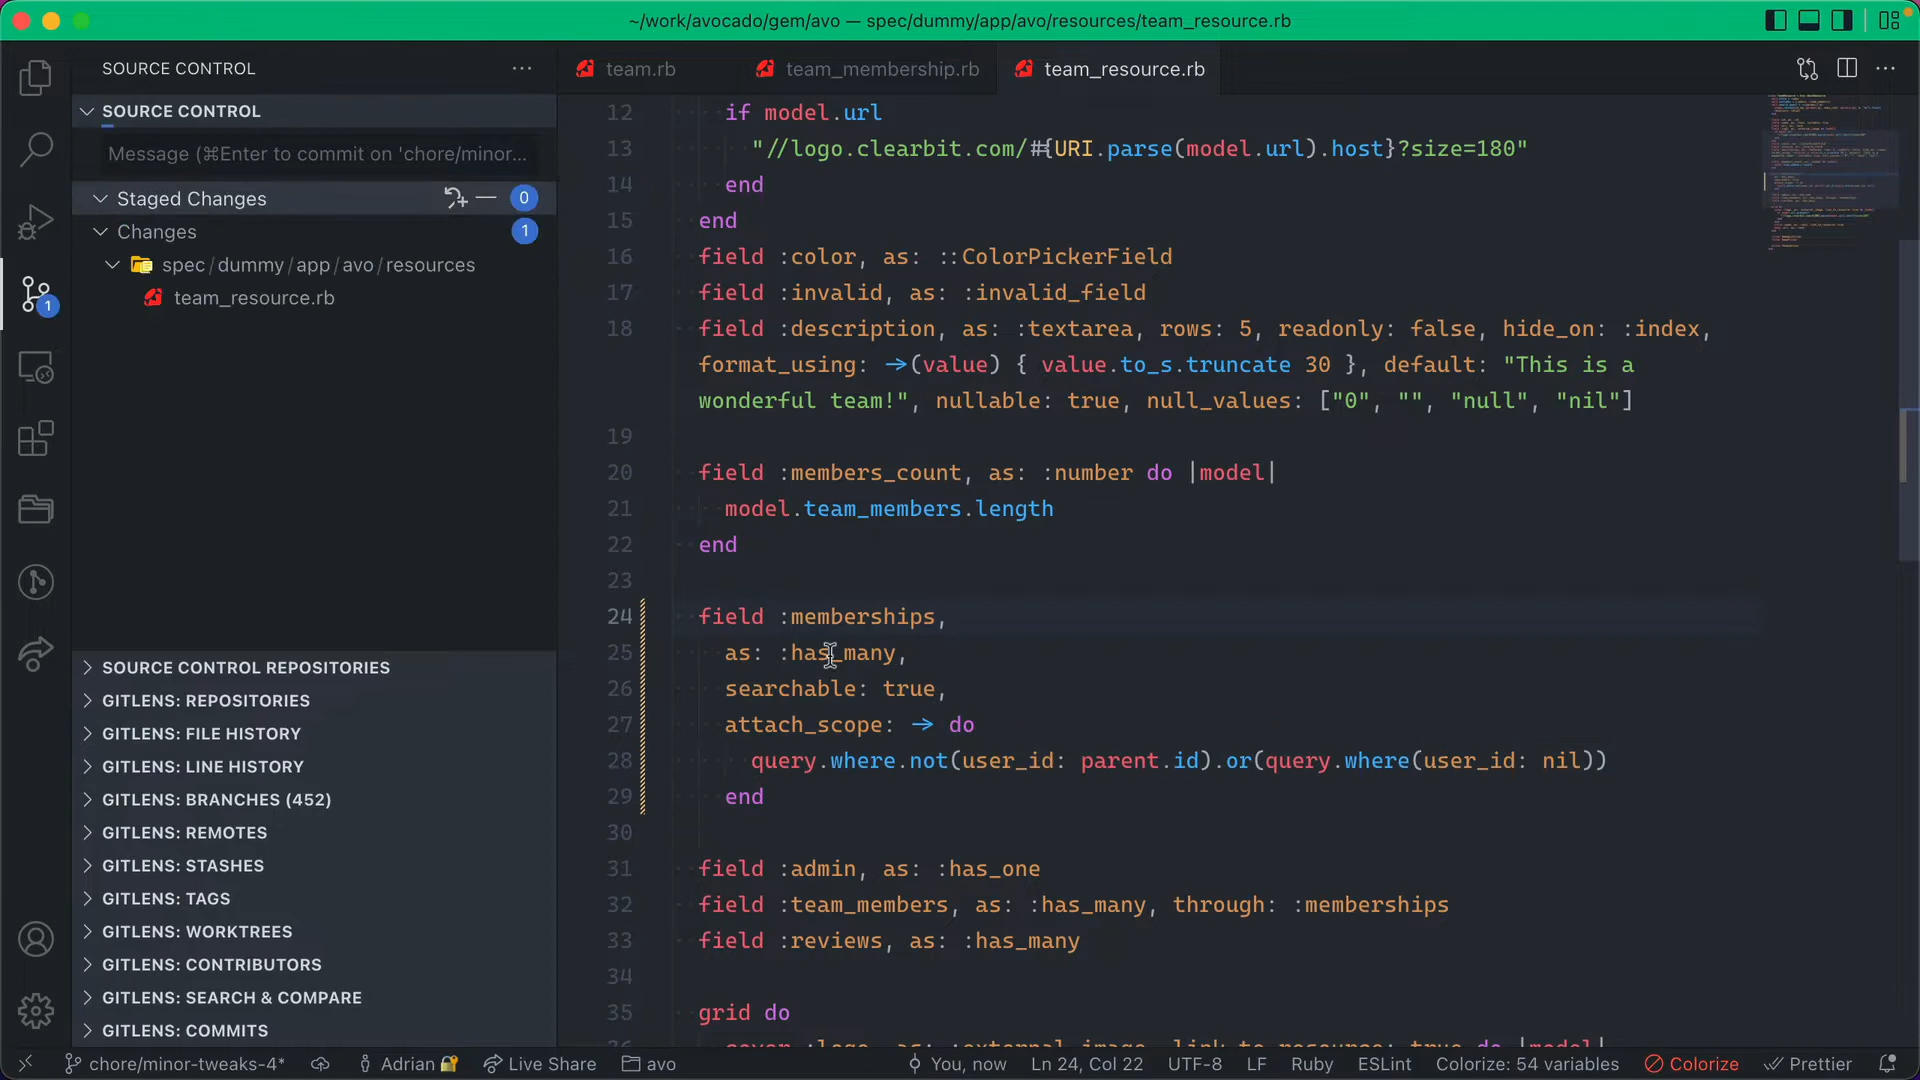 ~/work/avocado/gem/avo — spec/dummy/app/avo/resources/team_resource.rb
SOURCE CONTROL
SOURCE CONTROL
Message (⌘Enter to commit on 'chore/minor...
Staged Changes 0
Changes 1
spec/dummy/app/avo/resources
team_resource.rb
1
SOURCE CONTROL REPOSITORIES
GITLENS: REPOSITORIES
GITLENS: FILE HISTORY
GITLENS: LINE HISTORY
GITLENS: BRANCHES (452)
GITLENS: REMOTES
GITLENS: STASHES
GITLENS: TAGS
GITLENS: WORKTREES
GITLENS: CONTRIBUTORS
GITLENS: SEARCH & COMPARE
GITLENS: COMMITS
team.rb team_membership.rb team_resource.rb
12 if model.url
13 "//logo.clearbit.com/#{URI.parse(model.url).host}?size=180"
14 end
15 end
16 field :color, as: ::ColorPickerField
17 field :invalid, as: :invalid_field
18 field :description, as: :textarea, rows: 5, readonly: false, hide_on: :index,
format_using: ->(value) { value.to_s.truncate 30 }, default: "This is a
wonderful team!", nullable: true, null_values: ["0", "", "null", "nil"]
19
20 field :members_count, as: :number do |model|
21 model.team_members.length
22 end
23
24 field :memberships,
25 as: :has_many,
26 searchable: true,
27 attach_scope: -> do
28 query.where.not(user_id: parent.id).or(query.where(user_id: nil))
29 end
30
31 field :admin, as: :has_one
32 field :team_members, as: :has_many, through: :memberships
33 field :reviews, as: :has_many
34
35 grid do
36 cover :logo, as: :external_image, link_to_resource: true do |model|
chore/minor-tweaks-4* Adrian Live Share avo You, now Ln 24, Col 22 UTF-8 LF Ruby ESLint Colorize: 54 variables Colorize Prettier